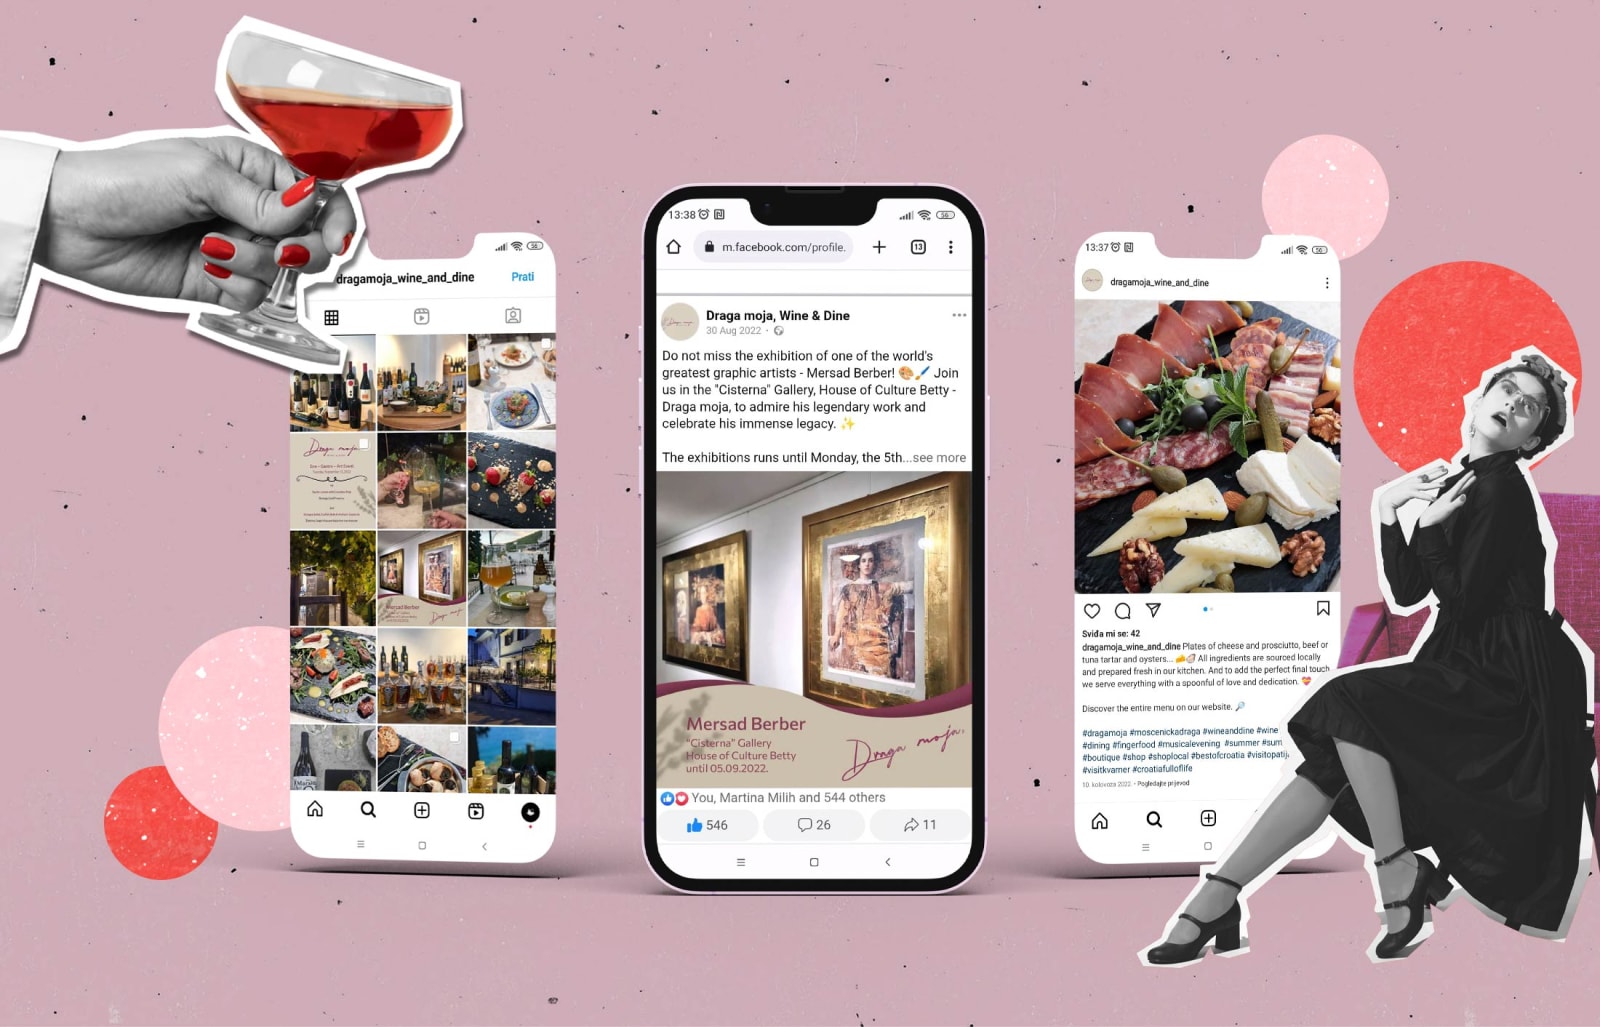 dragamoja_wine_and_dine
Prati
Draga moja
Mersad Berber
Draga moja
13:38
56
m.facebook.com/profile.
13
Draga moja, Wine & Dine
30 Aug 2022 ·
Do not miss the exhibition of one of the world's
greatest graphic artists - Mersad Berber! 🎨🖌️ Join
us in the "Cisterna" Gallery, House of Culture Betty -
Draga moja, to admire his legendary work and
celebrate his immense legacy. ✨
The exhibitions runs until Monday, the 5th...see more
Mersad Berber
"Cisterna" Gallery
House of Culture Betty
until 05.09.2022.
Draga moja.
You, Martina Milih and 544 others
546
26
11
13:37
56
dragamoja_wine_and_dine
Sviđa mi se: 42
dragamoja_wine_and_dine Plates of cheese and prosciutto, beef or
tuna tartar and oysters... 🧀🦪 All ingredients are sourced locally
and prepared fresh in our kitchen. And to add the perfect final touch
we serve everything with a spoonful of love and dedication. 💝
Discover the entire menu on our website. 🔎
#dragamoja #moscenickadraga #wineanddine #wine
#dining #fingerfood #musicalevening #summer #sum
#boutique #shop #shoplocal #bestofcroatia #visitopatij
#visitkvarner #croatiafulloflife
10. kolovoza 2022 · Pogledajte prijevod